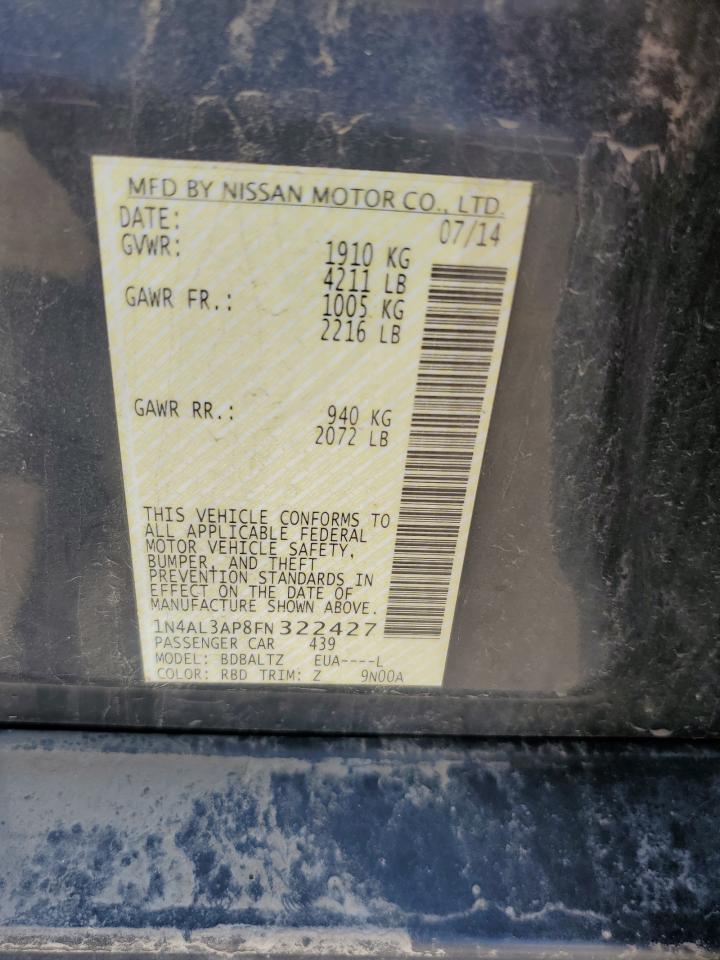 MFD BY NISSAN MOTOR CO., LTD.
DATE: 07/14
GVWR: 1910 KG
4211 LB
GAWR FR.: 1005 KG
2216 LB
GAWR RR.: 940 KG
2072 LB
THIS VEHICLE CONFORMS TO
ALL APPLICABLE FEDERAL
MOTOR VEHICLE SAFETY,
BUMPER, AND THEFT
PREVENTION STANDARDS IN
EFFECT ON THE DATE OF
MANUFACTURE SHOWN ABOVE.
1N4AL3AP8FN322427
PASSENGER CAR 439
MODEL: BDBALTZ EUA----L
COLOR: RBD TRIM: Z 9N00A